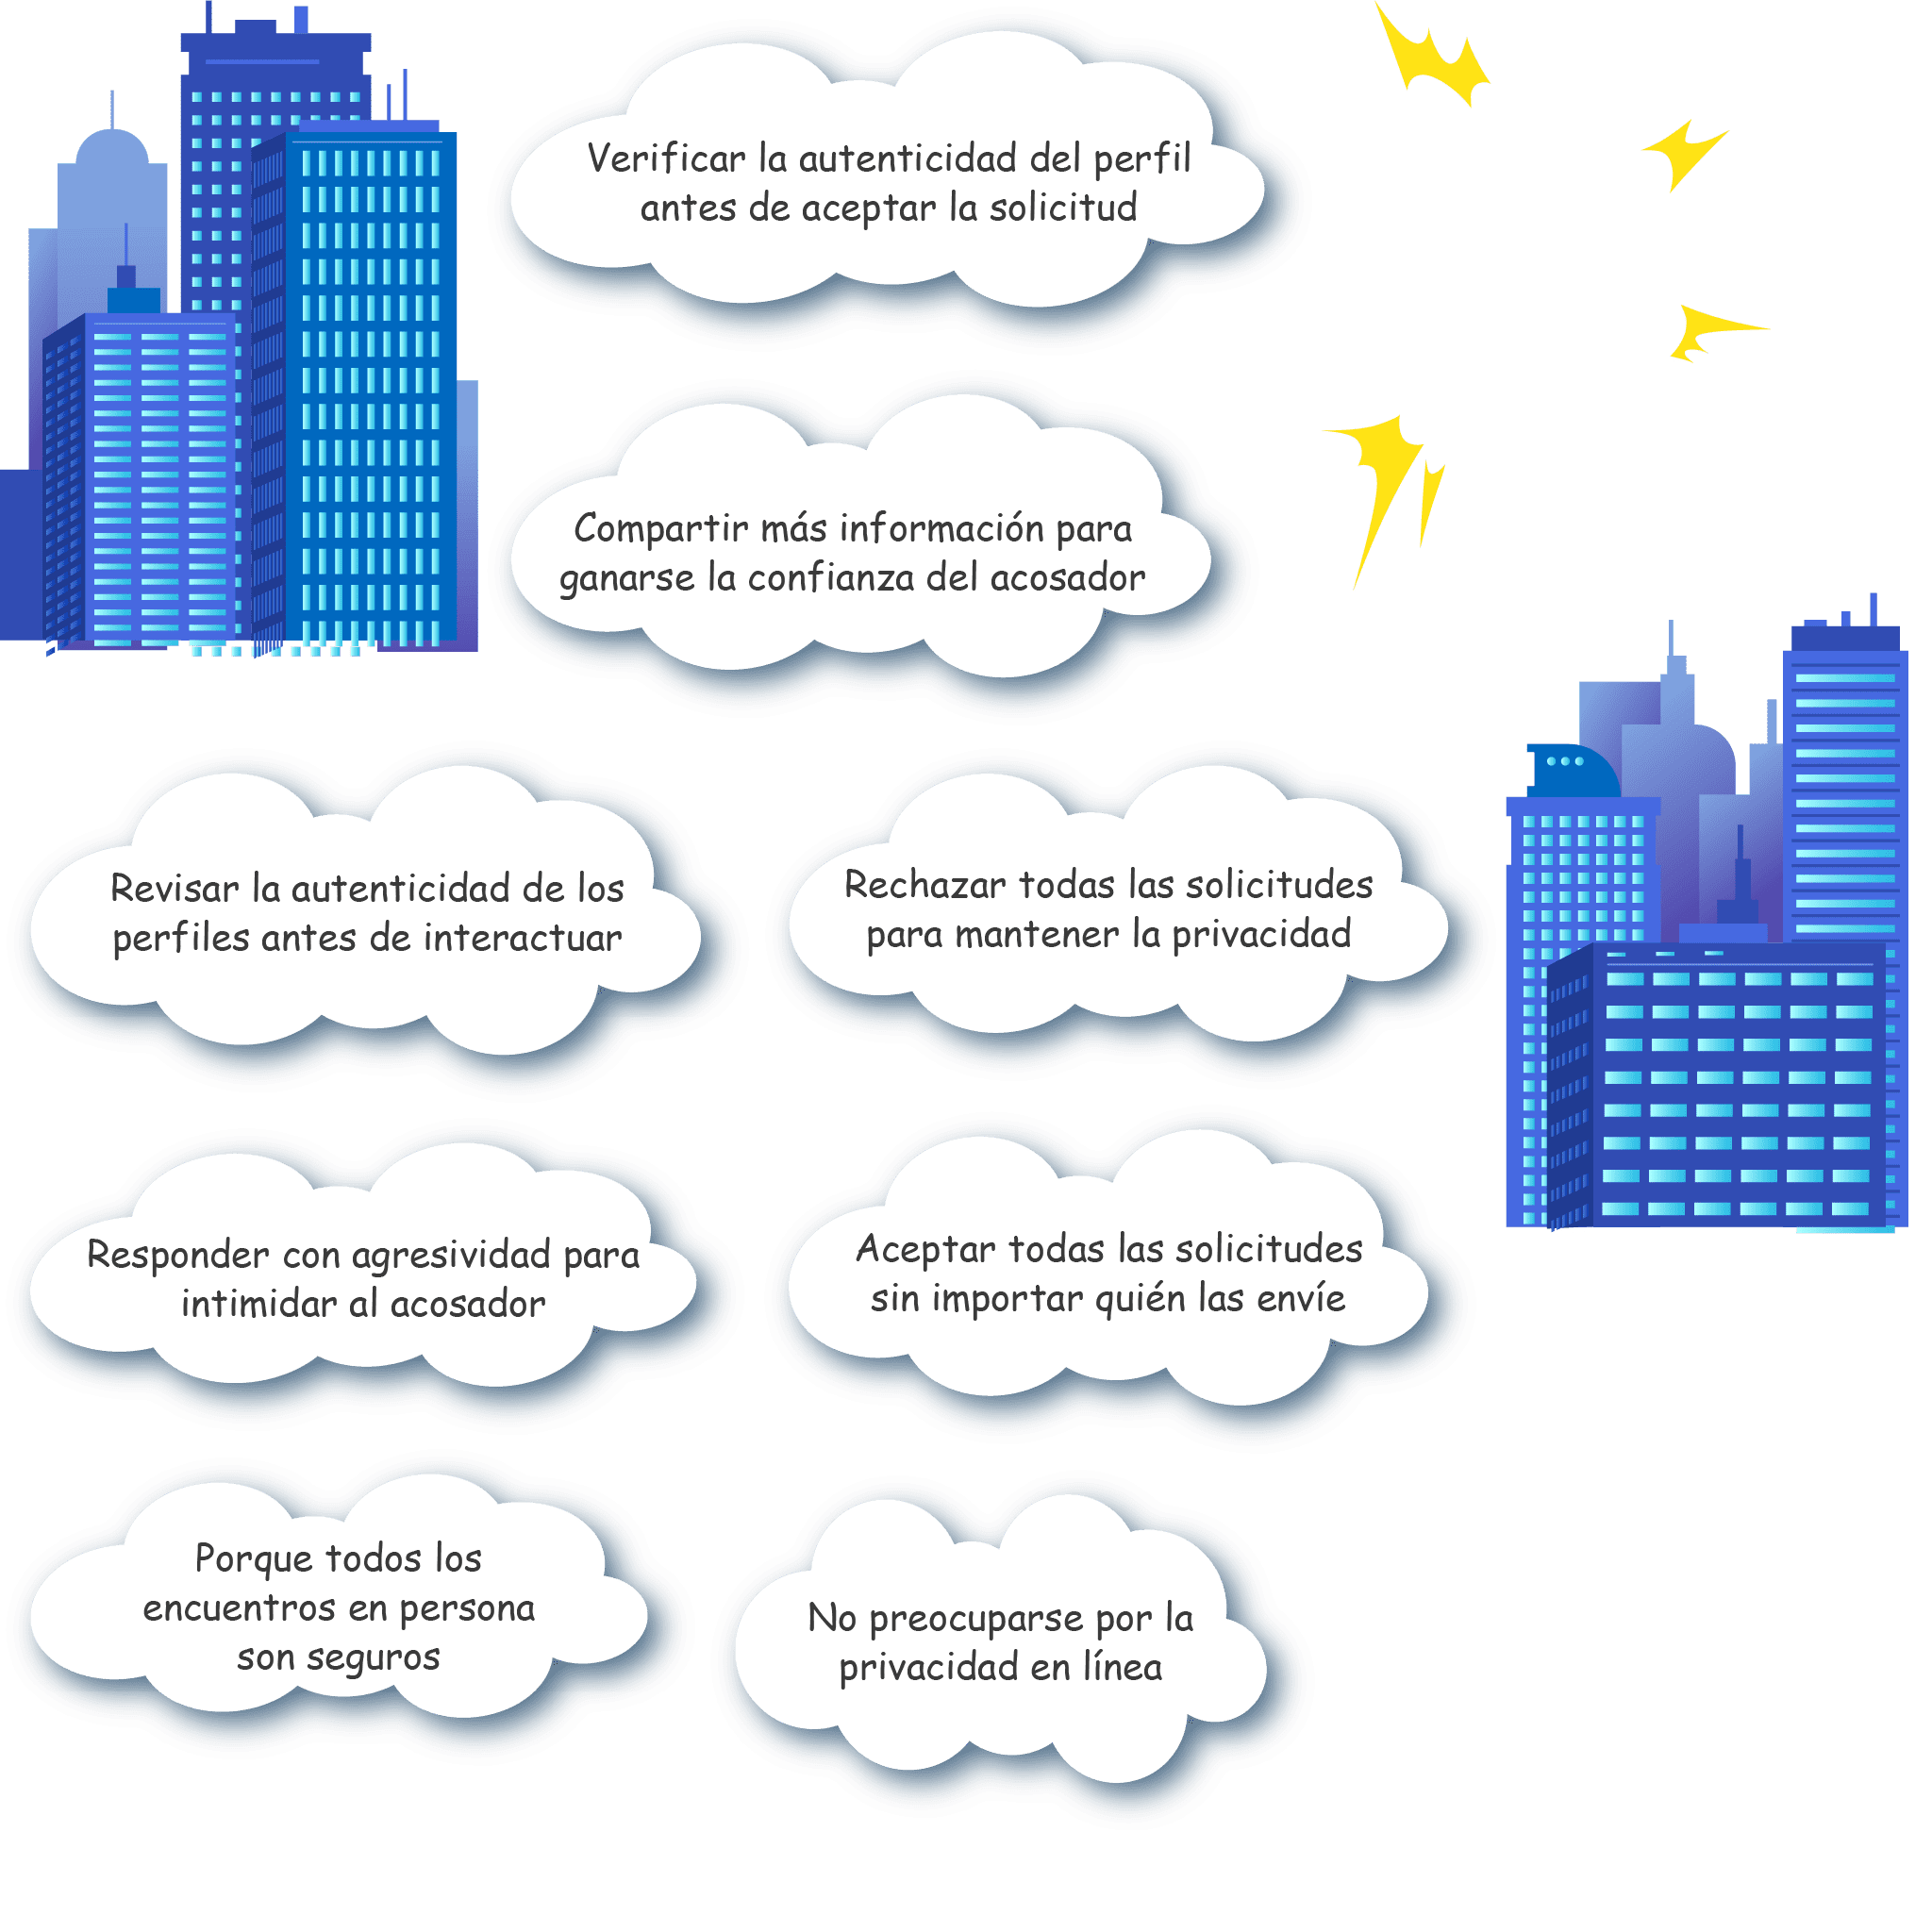 Verificar la autenticidad del perfil
antes de aceptar la solicitud
Compartir más información para
ganarse la confianza del acosador
Revisar la autenticidad de los
perfiles antes de interactuar
Rechazar todas las solicitudes
para mantener la privacidad
Responder con agresividad para
intimidar al acosador
Aceptar todas las solicitudes
sin importar quién las envíe
Porque todos los
encuentros en persona
son seguros
No preocuparse por la
privacidad en línea